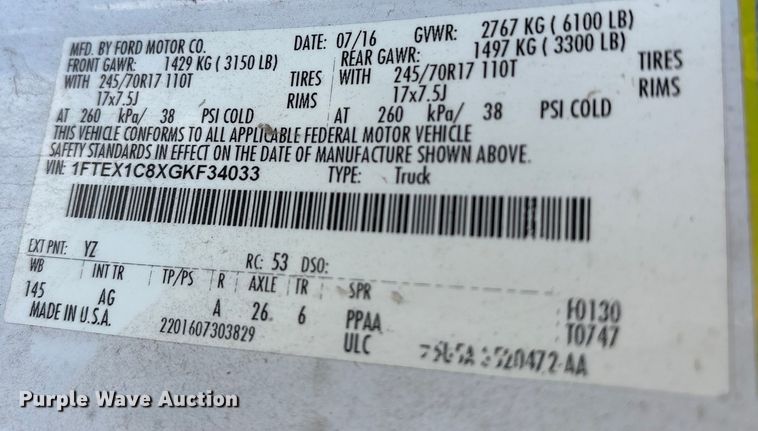 MFD. BY FORD MOTOR CO. DATE: 07/16 GVWR: 2767 KG ( 6100 LB)
FRONT GAWR: 1429 KG ( 3150 LB) REAR GAWR: 1497 KG ( 3300 LB)
WITH 245/70R17 110T TIRES WITH 245/70R17 110T TIRES
17x7.5J RIMS 17x7.5J RIMS
AT 260 kPa/ 38 PSI COLD AT 260 kPa/ 38 PSI COLD
THIS VEHICLE CONFORMS TO ALL APPLICABLE FEDERAL MOTOR VEHICLE
SAFETY STANDARDS IN EFFECT ON THE DATE OF MANUFACTURE SHOWN ABOVE.
VIN: 1FTEX1C8XGKF34033 TYPE: Truck
EXT PNT: YZ RC: 53 DSO:
WB INT TR TP/PS R AXLE TR SPR
145 AG A 26 6 PPAA F0130
MADE IN U.S.A. 2201607303829 ULC T0747
Purple Wave Auction